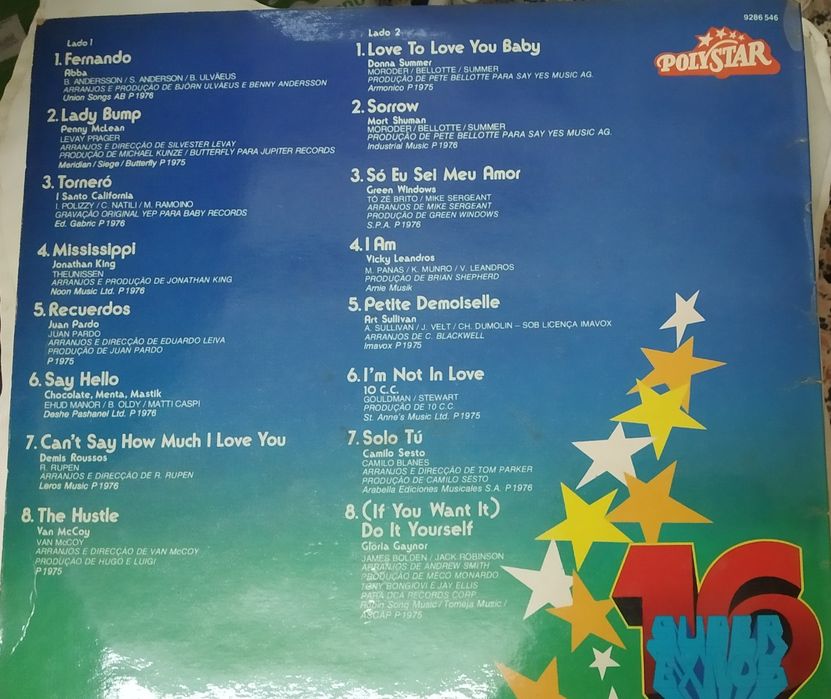 9286 546
POLYSTAR
Lado 1
1. Fernando
Abba
B. ANDERSSON / S. ANDERSON / B. ULVÄEUS
ARRANJOS E PRODUÇÃO DE BJÖRN ULVÄEUS E BENNY ANDERSSON
Union Songs AB P 1976
2. Lady Bump
Penny McLean
LEVAY PRAGER
ARRANJOS E DIRECÇÃO DE SILVESTER LEVAY
PRODUÇÃO DE MICHAEL KUNZE / BUTTERFLY PARA JUPITER RECORDS
Meridian / Siege / Butterfly P 1975
3. Torneró
I Santo California
I. POLIZZY / C. NATILI / M. RAMOINO
GRAVAÇÃO ORIGINAL YEP PARA BABY RECORDS
Ed. Gabric P 1976
4. Mississippi
Jonathan King
THEUNISSEN
ARRANJOS E PRODUÇÃO DE JONATHAN KING
Noon Music Ltd. P 1976
5. Recuerdos
Juan Pardo
JUAN PARDO
ARRANJOS E DIRECÇÃO DE EDUARDO LEIVA
PRODUÇÃO DE JUAN PARDO
P 1975
6. Say Hello
Chocolate, Menta, Mastik
EHUD MANOR / B. OLDY / MATTI CASPI
Deshe Pashanel Ltd. P 1976
7. Can't Say How Much I Love You
Demis Roussos
R. RUPEN
ARRANJOS E DIRECÇÃO DE R. RUPEN
Leros Music P 1976
8. The Hustle
Van McCoy
VAN McCOY
ARRANJOS E DIRECÇÃO DE VAN McCOY
PRODUÇÃO DE HUGO E LUIGI
P 1975
Lado 2
1. Love To Love You Baby
Donna Summer
MORODER / BELLOTTE / SUMMER
PRODUÇÃO DE PETE BELLOTTE PARA SAY YES MUSIC AG.
Armonico P 1975
2. Sorrow
Mort Shuman
MORODER / BELLOTTE / SUMMER
PRODUÇÃO DE PETE BELLOTTE PARA SAY YES MUSIC AG.
Industrial Music P 1976
3. Só Eu Sei Meu Amor
Green Windows
TÓ ZÉ BRITO / MIKE SERGEANT
ARRANJOS DE MIKE SERGEANT
PRODUÇÃO DE GREEN WINDOWS
S.P.A. P 1976
4. I Am
Vicky Leandros
M. PANAS / K. MUNRO / V. LEANDROS
PRODUÇÃO DE BRIAN SHEPHERD
Arnie Musik
5. Petite Demoiselle
Art Sullivan
A. SULLIVAN / J. VELT / CH. DUMOLIN – SOB LICENÇA IMAVOX
ARRANJOS DE C. BLACKWELL
Imavox P 1975
6. I'm Not In Love
10 C.C.
GOULDMAN / STEWART
PRODUÇÃO DE 10 C.C.
St. Anne's Music Ltd. P 1975
7. Solo Tú
Camilo Sesto
CAMILO BLANES
ARRANJOS E DIRECÇÃO DE TOM PARKER
PRODUÇÃO DE CAMILO SESTO
Arabella Ediciones Musicales S.A. P 1976
8. (If You Want It)
Do It Yourself
Glória Gaynor
JAMES BOLDEN / JACK ROBINSON
ARRANJOS DE ANDREW SMITH
PRODUÇÃO DE MECO MONARDO
TONY BONGIOVI E JAY ELLIS
PARA DCA RECORDS CORP.
Robin Song Music / Tomeja Music /
ASCAP P 1975
16
SUPER
EXITOS